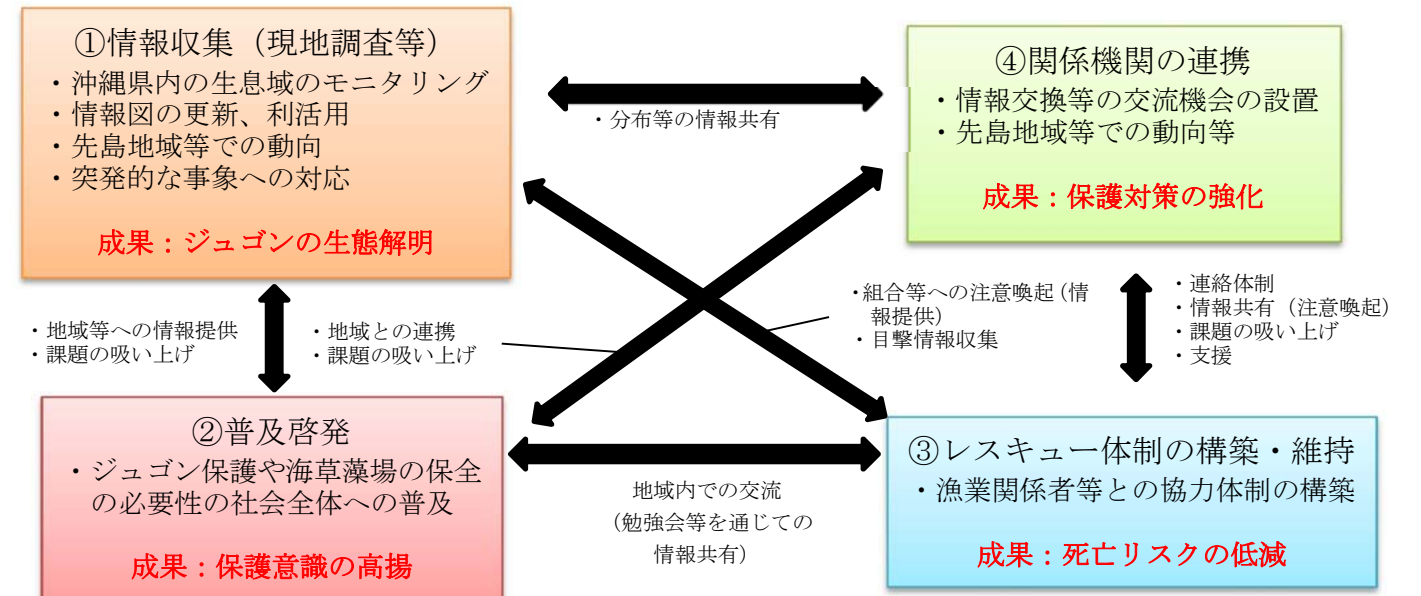 ①情報収集（現地調査等）
・沖縄県内の生息域のモニタリング
・情報図の更新、利活用
・先島地域等での動向
・突発的な事象への対応
成果：ジュゴンの生態解明
・分布等の情報共有
④関係機関の連携
・情報交換等の交流機会の設置
・先島地域等での動向等
成果：保護対策の強化
・地域等への情報提供
・課題の吸い上げ
・地域との連携
・課題の吸い上げ
・組合等への注意喚起（情
報提供）
・目撃情報収集
・連絡体制
・情報共有（注意喚起）
・課題の吸い上げ
・支援
②普及啓発
・ジュゴン保護や海草藻場の保全
の必要性の社会全体への普及
成果：保護意識の高揚
地域内での交流
（勉強会等を通じての
情報共有）
③レスキュー体制の構築・維持
・漁業関係者等との協力体制の構築
成果：死亡リスクの低減